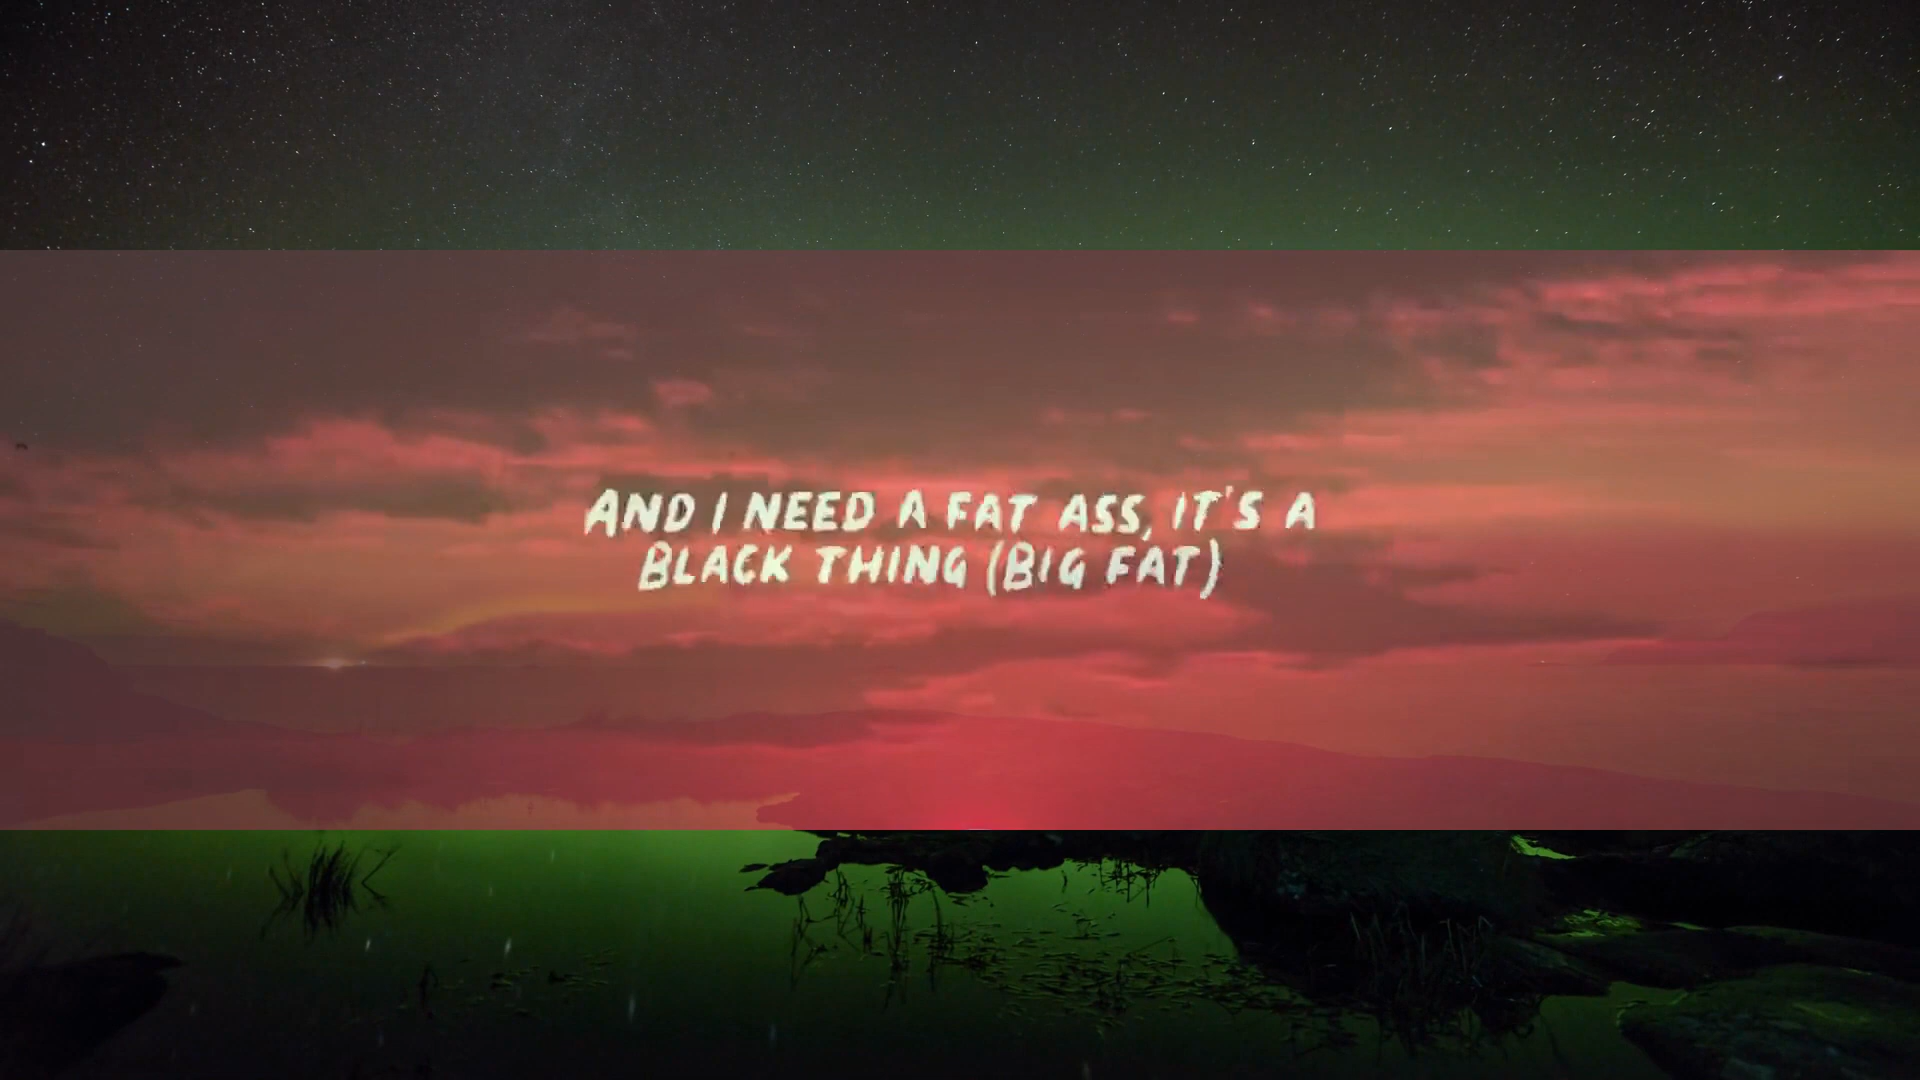 AND I NEED A FAT ASS, IT'S A
BLACK THING (BIG FAT)